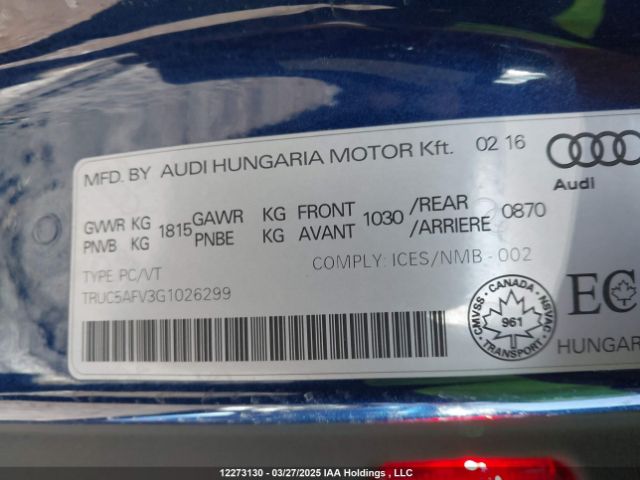 MFD. BY AUDI HUNGARIA MOTOR Kft. 02 16
Audi
GVWR KG 1815 GAWR KG FRONT 1030 /REAR 0870
PNVB KG PNBE KG AVANT /ARRIERE
COMPLY: ICES/NMB - 002
TYPE PC/VT
TRUC5AFV3G1026299
CMVSS · CANADA · NSVAC
961
TRANSPORT
EC
HUNGAR
12273130 — 03/27/2025 IAA Holdings , LLC